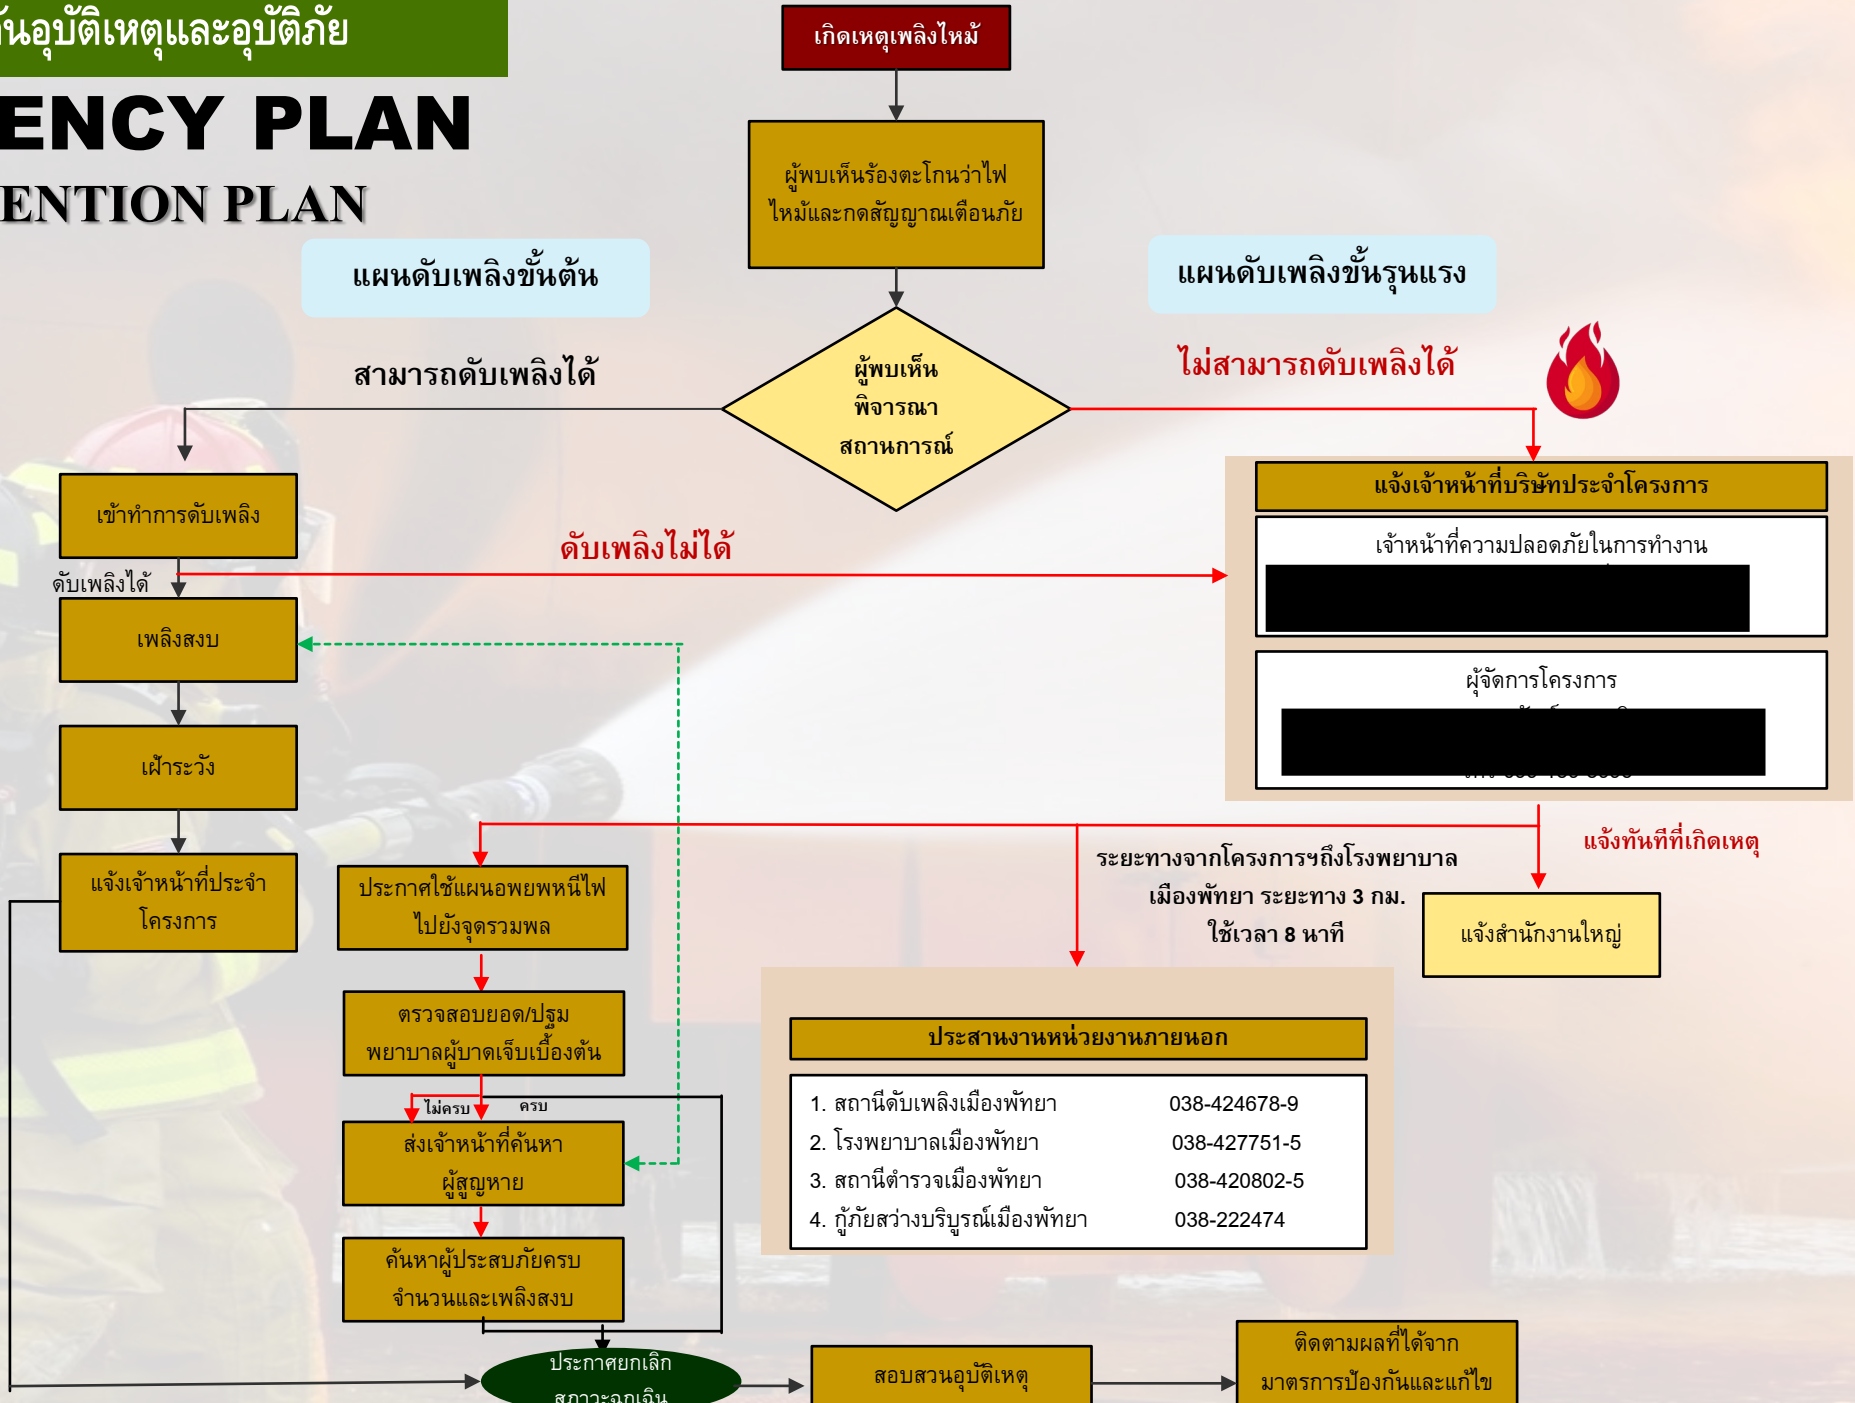 ันอุบัติเหตุและอุบัติภัย
ENCY PLAN
ENTION PLAN
เกิดเหตุเพลิงไหม้
ผู้พบเห็นร้องตะโกนว่าไฟ
ไหม้และกดสัญญาณเตือนภัย
แผนดับเพลิงขั้นต้น
แผนดับเพลิงขั้นรุนแรง
สามารถดับเพลิงได้
ผู้พบเห็น
พิจารณา
สถานการณ์
ไม่สามารถดับเพลิงได้
เข้าทำการดับเพลิง
ดับเพลิงไม่ได้
แจ้งเจ้าหน้าที่บริษัทประจำโครงการ
เจ้าหน้าที่ความปลอดภัยในการทำงาน
ดับเพลิงได้
เพลิงสงบ
ผุ้จัดการโครงการ
เฝ้าระวัง
แจ้งเจ้าหน้าที่ประจำ
โครงการ
ประกาศใช้แผนอพยพหนีไฟ
ไปยังจุดรวมพล
ระยะทางจากโครงการฯถึงโรงพยาบาล
เมืองพัทยา ระยะทาง 3 กม.
ใช้เวลา 8 นาที
แจ้งทันทีที่เกิดเหตุ
แจ้งสำนักงานใหญ่
ตรวจสอบยอด/ปฐม
พยาบาลผู้บาดเจ็บเบื้องต้น
ประสานงานหน่วยงานภายนอก
1. สถานีดับเพลิงเมืองพัทยา 038-424678-9
2. โรงพยาบาลเมืองพัทยา 038-427751-5
3. สถานีตำรวจเมืองพัทยา 038-420802-5
4. กู้ภัยสว่างบริบูรณ์เมืองพัทยา 038-222474
ไม่ครบ
ครบ
ส่งเจ้าหน้าที่ค้นหา
ผู้สูญหาย
ค้นหาผู้ประสบภัยครบ
จำนวนและเพลิงสงบ
ประกาศยกเลิก
สภาวะฉุกเฉิน
สอบสวนอุบัติเหตุ
ติดตามผลที่ได้จาก
มาตรการป้องกันและแก้ไข